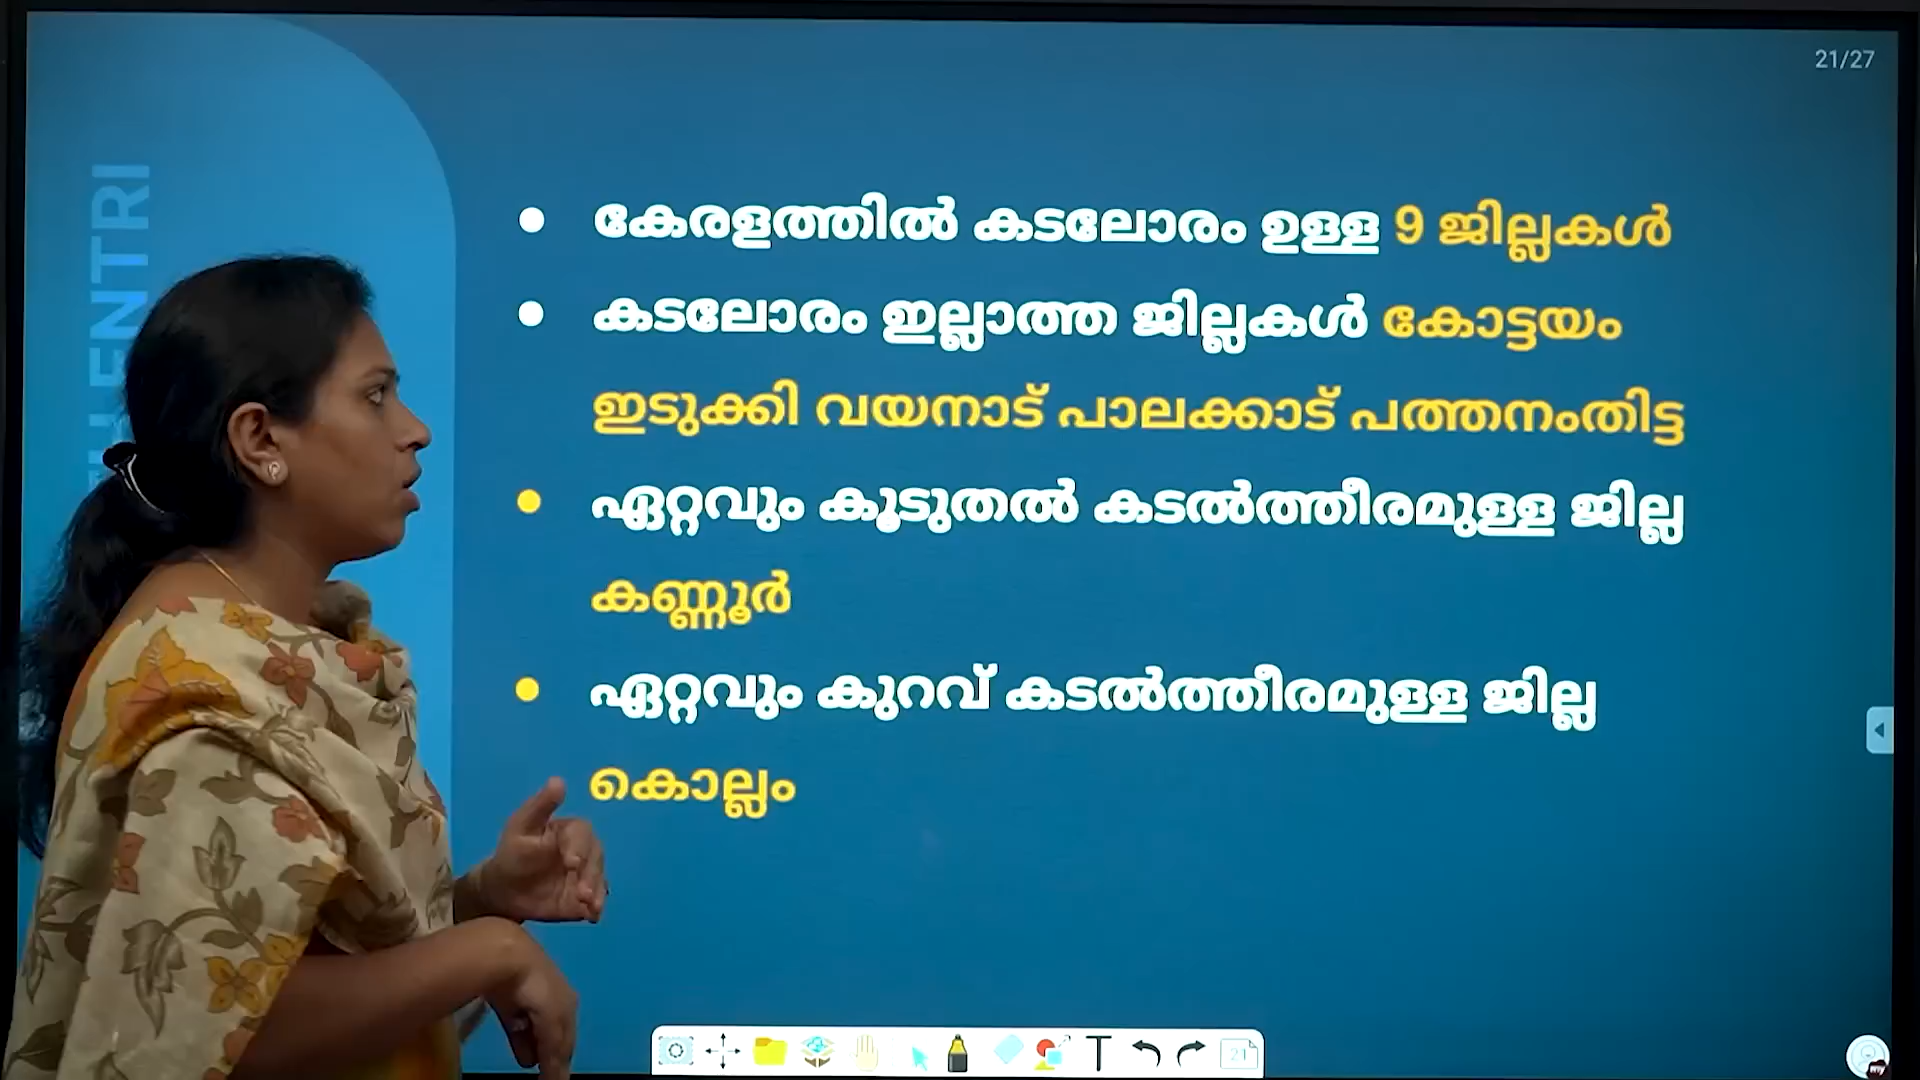 21/27
കേരളത്തിൽ കടലോരം ഉള്ള 9 ജില്ലകൾ
കടലോരം ഇല്ലാത്ത ജില്ലകൾ കോട്ടയം
ഇടുക്കി വയനാട് പാലക്കാട് പത്തനംതിട്ട
ഏറ്റവും കൂടുതൽ കടൽത്തീരമുള്ള ജില്ല
കണ്ണൂർ
ഏറ്റവും കുറവ് കടൽത്തീരമുള്ള ജില്ല
കൊല്ലം
21